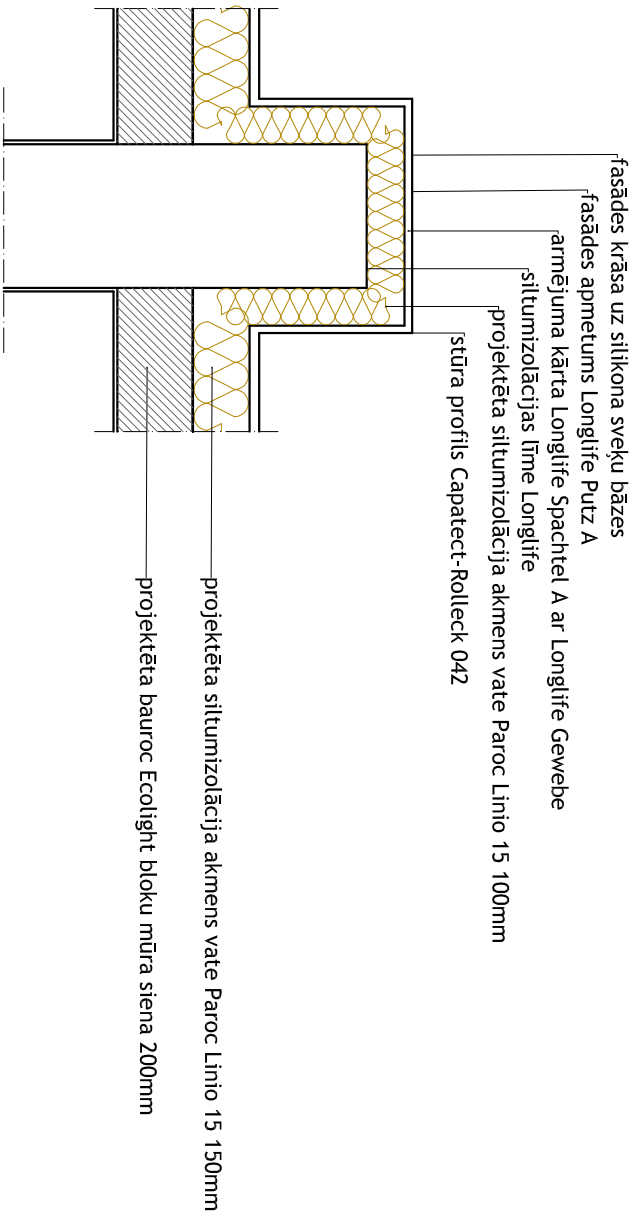 fasādes krāsa uz silikona sveķu bāzes
fasādes apmetums Longlife Putz A
armējuma kārta Longlife Spachtel A ar Longlife Gewebe
siltumizolācijas līme Longlife
projektēta siltumizolācija akmens vate Paroc Linio 15 100mm
stūra profils Capatect-Rolleck 042
projektēta siltumizolācija akmens vate Paroc Linio 15 150mm
projektēta bauroc Ecolight bloku mūra siena 200mm